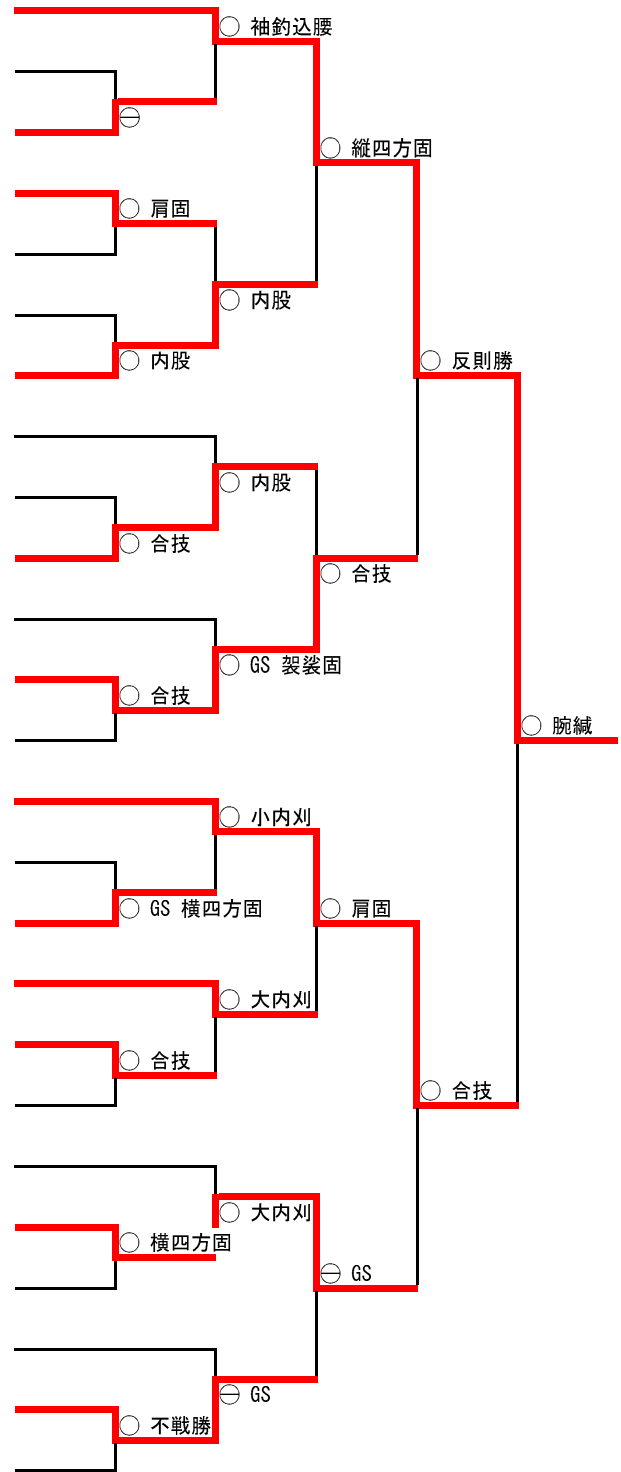 ○ 袖釣込腰
⊖
○ 縦四方固
○ 肩固
○ 内股
○ 内股
○ 反則勝
○ 内股
○ 合技
○ 合技
○ GS 袈裟固
○ 合技
○ 腕緘
○ 小内刈
○ GS 横四方固
○ 肩固
○ 大内刈
○ 合技
○ 合技
○ 大内刈
○ 横四方固
⊖ GS
⊖ GS
○ 不戦勝